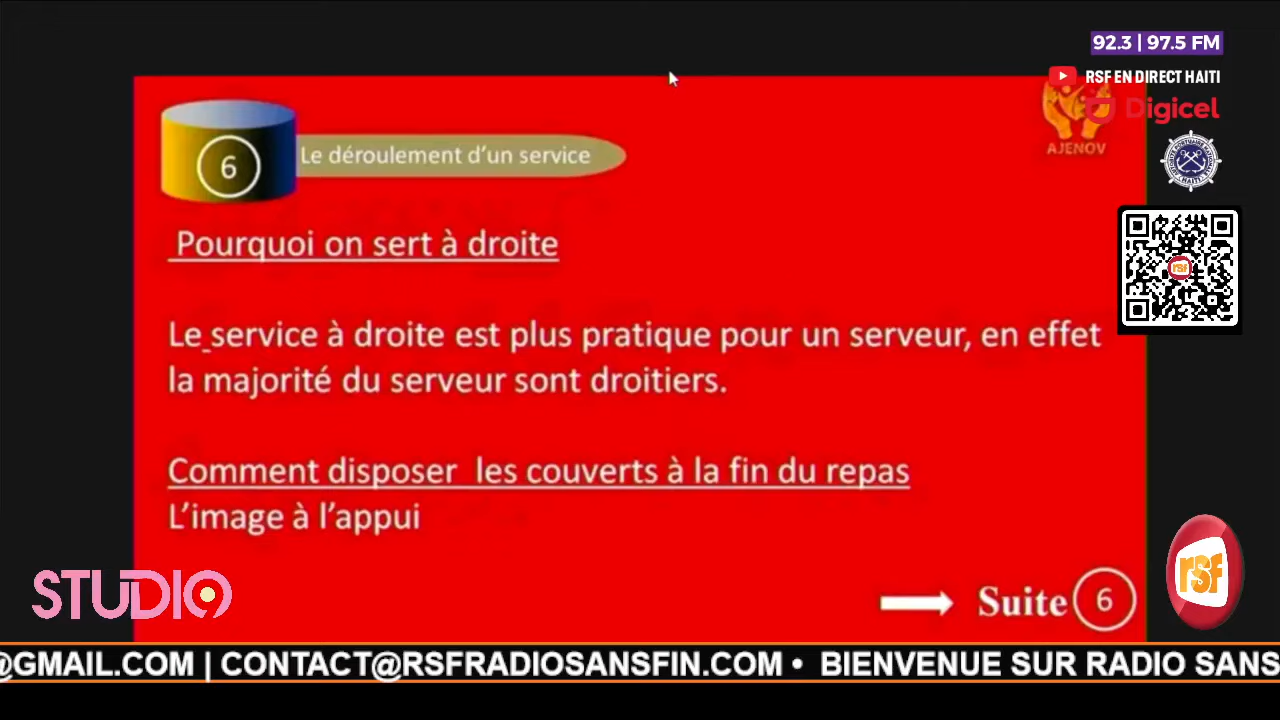 92.3 | 97.5 FM
RSF EN DIRECT HAITI
Digicel
AJENOV
6
Le déroulement d'un service
Pourquoi on sert à droite
Le service à droite est plus pratique pour un serveur, en effet
la majorité du serveur sont droitiers.
Comment disposer les couverts à la fin du repas
L'image à l'appui
rsf
STUDIO
Suite 6
rsf
@GMAIL.COM | CONTACT@RSFRADIOSANSFIN.COM • BIENVENUE SUR RADIO SANS